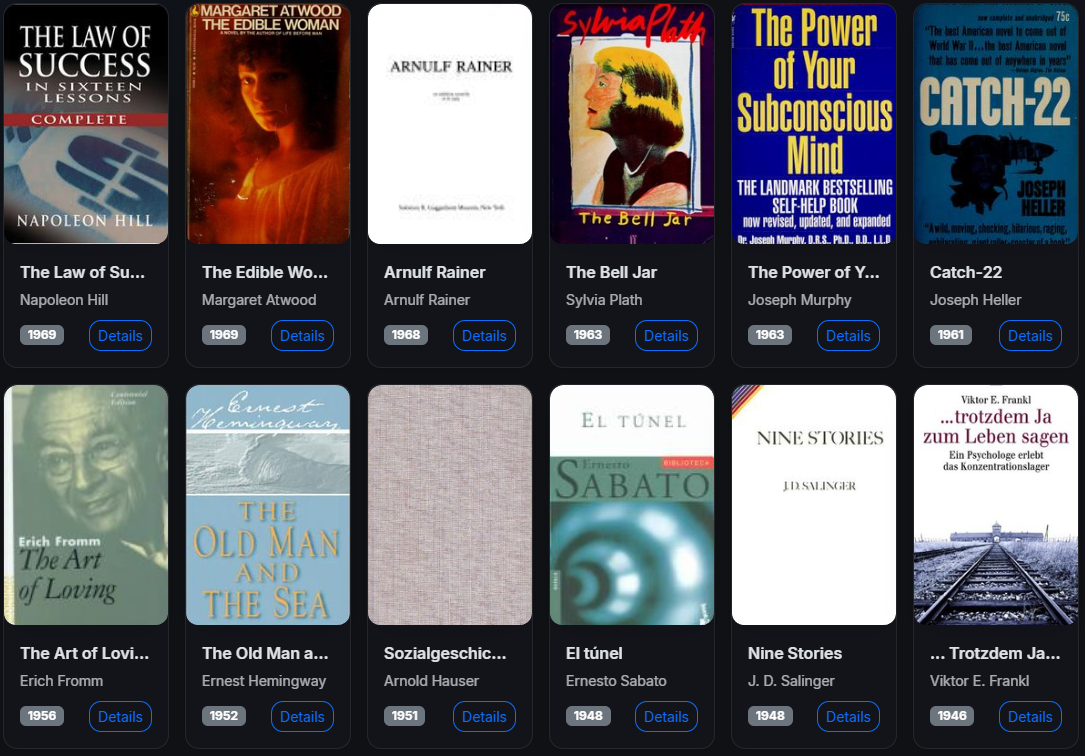 THE LAW OF
SUCCESS
IN SIXTEEN
LESSONS
COMPLETE
NAPOLEON HILL
MARGARET ATWOOD
THE EDIBLE WOMAN
A NOVEL BY THE AUTHOR OF LIFE BEFORE MAN
ARNULF RAINER
Solomon R. Guggenheim Museum, New York
Sylvia Plath
The Bell Jar
The Power
of Your
Subconscious
Mind
THE LANDMARK BESTSELLING
SELF-HELP BOOK
now revised, updated, and expanded
Dr. Joseph Murphy, D.R.S., Ph.D., D.D., L.L.D.
now complete and unabridged 75c
"The best American novel to come out of
World War II...the best American novel
that has come out of anywhere in years"
CATCH-22
JOSEPH
HELLER
"A wild, moving, shocking, hilarious, raging,
exhilarating, giant roller-coaster of a book"
The Law of Su...
Napoleon Hill
1969
Details
The Edible Wo...
Margaret Atwood
1969
Details
Arnulf Rainer
Arnulf Rainer
1968
Details
The Bell Jar
Sylvia Plath
1963
Details
The Power of Y...
Joseph Murphy
1963
Details
Catch-22
Joseph Heller
1961
Details
Centennial
Edition
Erich Fromm
The Art
of Loving
Ernest
Hemingway
THE
OLD MAN
AND
THE SEA
EL TÚNEL
BIBLIOTECA
Ernesto
SABATO
NINE STORIES
J.D. SALINGER
Viktor E. Frankl
...trotzdem Ja
zum Leben sagen
Ein Psychologe erlebt
das Konzentrationslager
The Art of Lovi...
Erich Fromm
1956
Details
The Old Man a...
Ernest Hemingway
1952
Details
Sozialgeschic...
Arnold Hauser
1951
Details
El túnel
Ernesto Sabato
1948
Details
Nine Stories
J. D. Salinger
1948
Details
... Trotzdem Ja...
Viktor E. Frankl
1946
Details